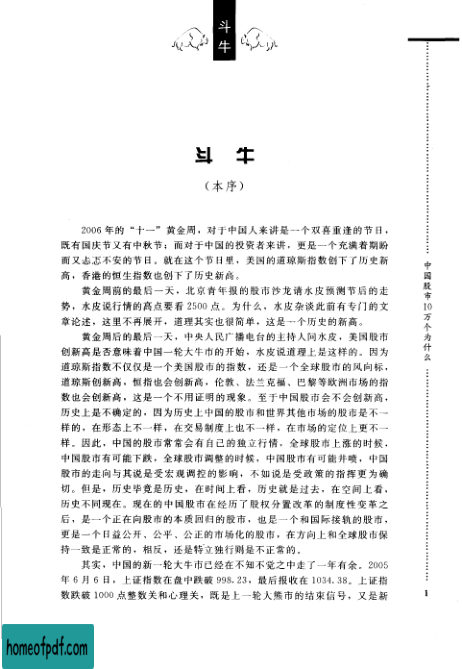 斗牛
斗 牛
（本序）
2006 年的“十一”黄金周，对于中国人来讲是一个双喜重逢的节日，
既有国庆节又有中秋节；而对于中国的投资者来讲，更是一个充满着期盼
而又忐忑不安的节日。就在这个节日里，美国的道琼斯指数创下了历史新
高，香港的恒生指数也创下了历史新高。
黄金周前的最后一天，北京青年报的股市沙龙请水皮预测节后的走
势，水皮说行情的高点要看 2500 点。为什么，水皮杂谈此前有专门的文
章论述，这里不再展开，道理其实也很简单，这是一个历史的新高。
黄金周后的最后一天，中央人民广播电台的主持人问水皮，美国股市
创新高是否意味着中国一轮大牛市的开始，水皮说道理上是这样的。因为
道琼斯指数不仅仅是一个美国股市的指数，还是一个全球股市的风向标，
道琼斯创新高，恒指也会创新高，伦敦、法兰克福、巴黎等欧洲市场的指
数也会创新高，这是一个不用证明的现象。至于中国股市会不会创新高，
历史上是不确定的，因为历史上中国的股市和世界其他市场的股市是不一
样的，在形态上不一样，在交易制度上也不一样，在市场的定位上更不一
样。因此，中国的股市常常会有自己的独立行情，全球股市上涨的时候，
中国股市有可能下跌，全球股市调整的时候，中国股市有可能井喷，中国
股市的走向与其说是受宏观调控的影响，不如说是受政策的指挥更为确
切。但是，历史毕竟是历史，在时间上看，历史就是过去，在空间上看，
历史不同现在。现在的中国股市在经历了股权分置改革的制度性变革之
后，是一个正在向股市的本质回归的股市，也是一个和国际接轨的股市，
更是一个日益公开、公平、公正的市场化的股市，在方向上和全球股市保
持一致是正常的，相反，还是特立独行则是不正常的。
其实，中国的新一轮大牛市已经在不知不觉之中走了一年有余。2005
年 6 月 6 日，上证指数在盘中跌破 998.23，最后报收在 1034.38。上证指
数跌破 1000 点整数关和心理关，既是上一轮大熊市的结束信号，又是新
中国股市10万个为什么
1
homeofpdf.com